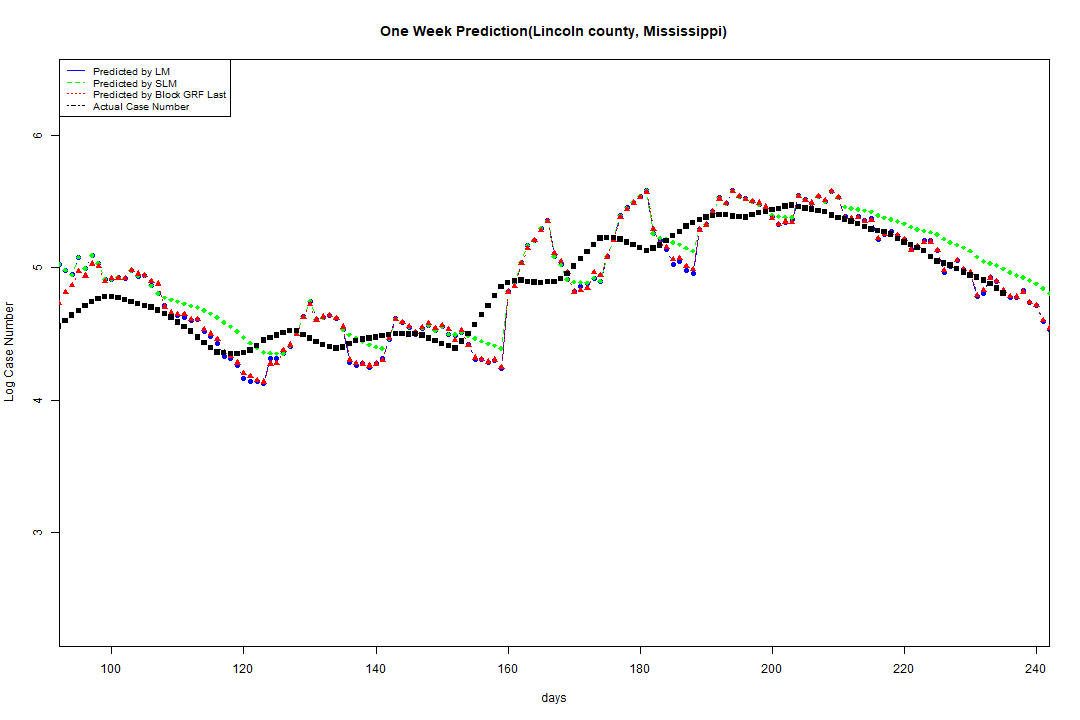 One Week Prediction(Lincoln county, Mississippi)
Predicted by LM
Predicted by SLM
Predicted by Block GRF Last
Actual Case Number
6
5
4
3
Log Case Number
100 120 140 160 180 200 220 240
days